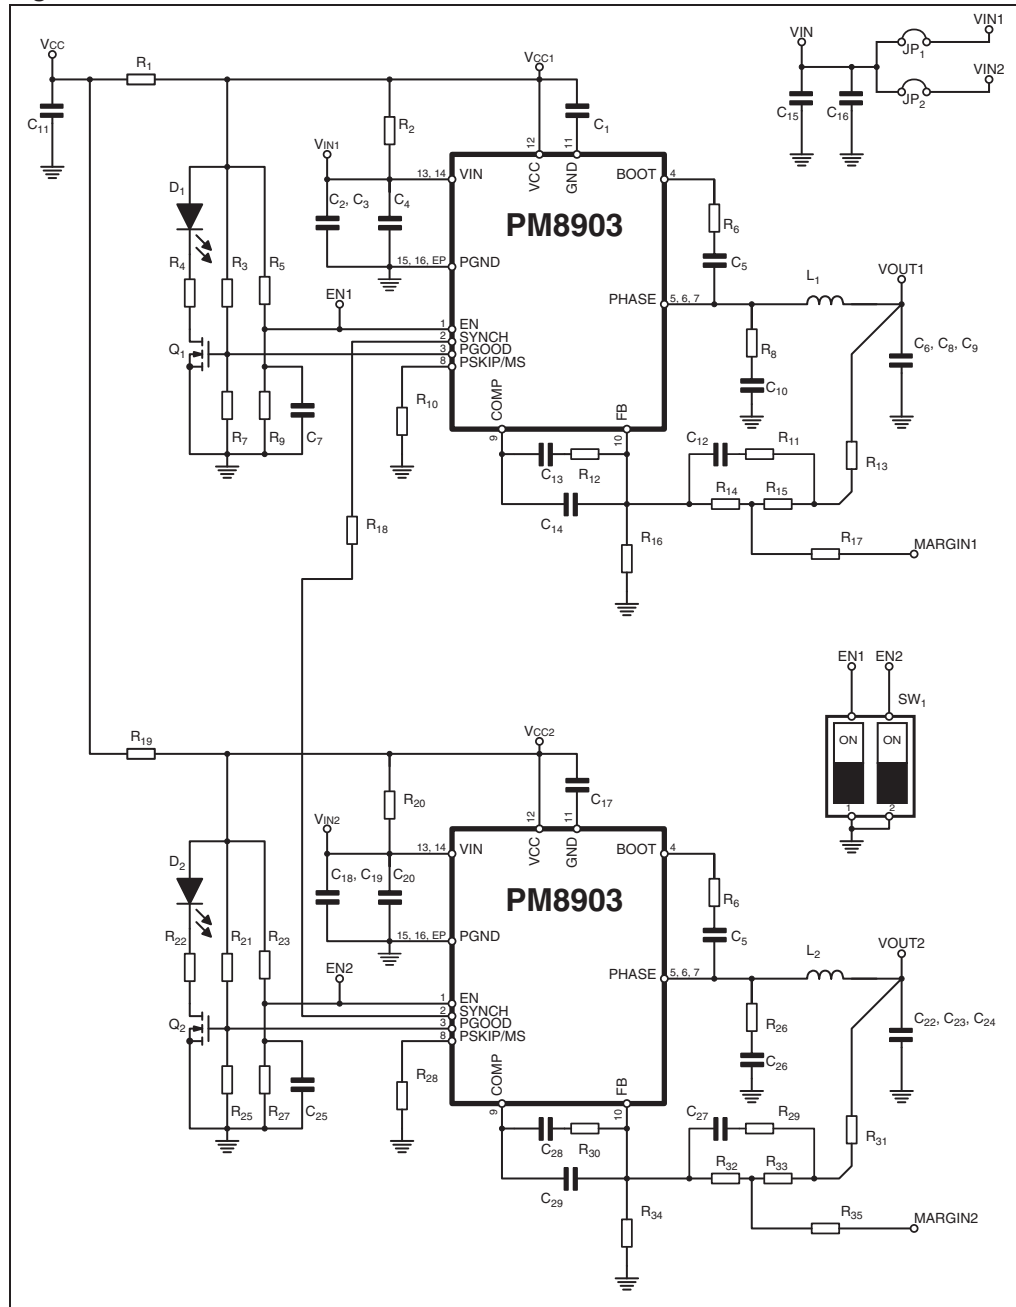 VCC
R1
VCC1
VIN
VIN1
JP1
VIN2
JP2
C11
C15
C16
R2
C1
VIN1
12
11
13, 14
VIN
VCC
GND
BOOT
4
D1
C2, C3
C4
PM8903
R6
R4
R3
R5
15, 16, EP
PGND
C5
L1
VOUT1
EN1
PHASE
5, 6, 7
1
EN
2
SYNCH
3
PGOOD
8
PSKIP/MS
Q1
R8
C6, C8, C9
R10
COMP
FB
C10
R7
R9
C7
9
10
C12
R11
C13
R12
R13
C14
R14
R15
R18
R16
R17
MARGIN1
EN1
EN2
SW1
ON
ON
1
2
R19
VCC2
R20
C17
VIN2
12
11
13, 14
VIN
VCC
GND
BOOT
4
D2
C18, C19
C20
PM8903
R6
R22
R21
R23
15, 16, EP
PGND
C5
L2
VOUT2
EN2
PHASE
5, 6, 7
1
EN
2
SYNCH
3
PGOOD
8
PSKIP/MS
Q2
R26
C22, C23, C24
R28
COMP
FB
C26
R25
R27
C25
9
10
C27
R29
C28
R30
R31
C29
R32
R33
R34
R35
MARGIN2